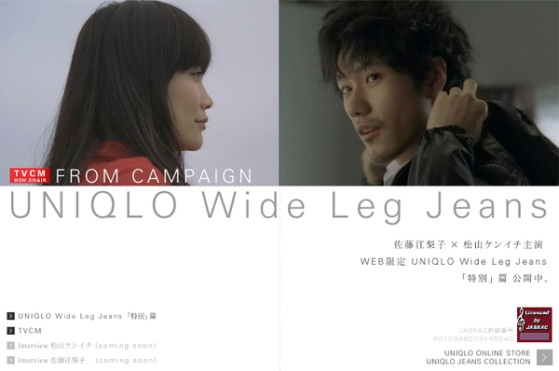 TVCM
NOW ON AIR
FROM CAMPAIGN
UNIQLO Wide Leg Jeans
佐藤江梨子 × 松山ケンイチ主演
WEB限定 UNIQLO Wide Leg Jeans
「特別」篇 公開中。
UNIQLO Wide Leg Jeans 「特別」篇
TVCM
Interview 松山ケンイチ (coming soon)
Interview 佐藤江梨子 (coming soon)
Licensed
by
JASRAC
JASRAC許諾番号
UNIQLO ONLINE STORE
UNIQLO JEANS COLLECTION